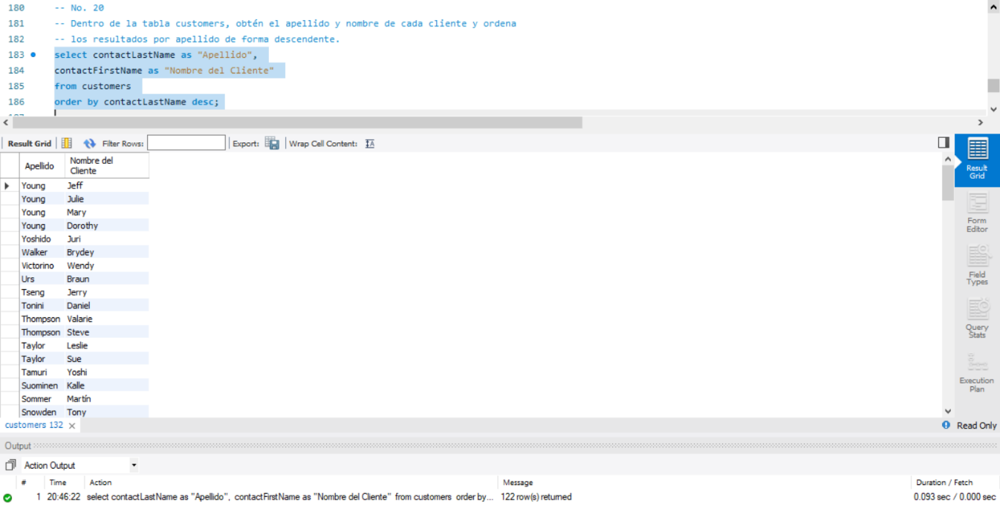 180 -- No. 20
181 -- Dentro de la tabla customers, obtén el apellido y nombre de cada cliente y ordena
182 -- los resultados por apellido de forma descendente.
183 select contactLastName as "Apellido",
184 contactFirstName as "Nombre del Cliente"
185 from customers
186 order by contactLastName desc;
Result Grid Filter Rows: Export: Wrap Cell Content:
Apellido Nombre del Cliente
Young Jeff
Young Julie
Young Mary
Young Dorothy
Yoshido Juri
Walker Brydey
Victorino Wendy
Urs Braun
Tseng Jerry
Tonini Daniel
Thompson Valarie
Thompson Steve
Taylor Leslie
Taylor Sue
Tamuri Yoshi
Suominen Kalle
Sommer Martín
Snowden Tony
Result Grid
Form Editor
Field Types
Query Stats
Execution Plan
customers 132 Read Only
Output
Action Output
# Time Action Message Duration / Fetch
1 20:46:22 select contactLastName as "Apellido", contactFirstName as "Nombre del Cliente" from customers order by... 122 row(s) returned 0.093 sec / 0.000 sec